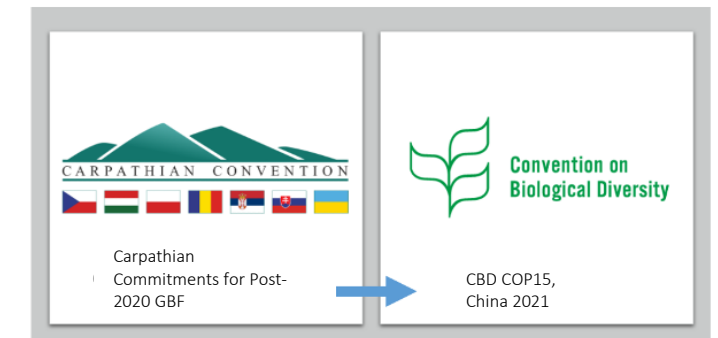 CARPATHIAN CONVENTION
Carpathian
Commitments for Post-
2020 GBF
Convention on
Biological Diversity
CBD COP15,
China 2021